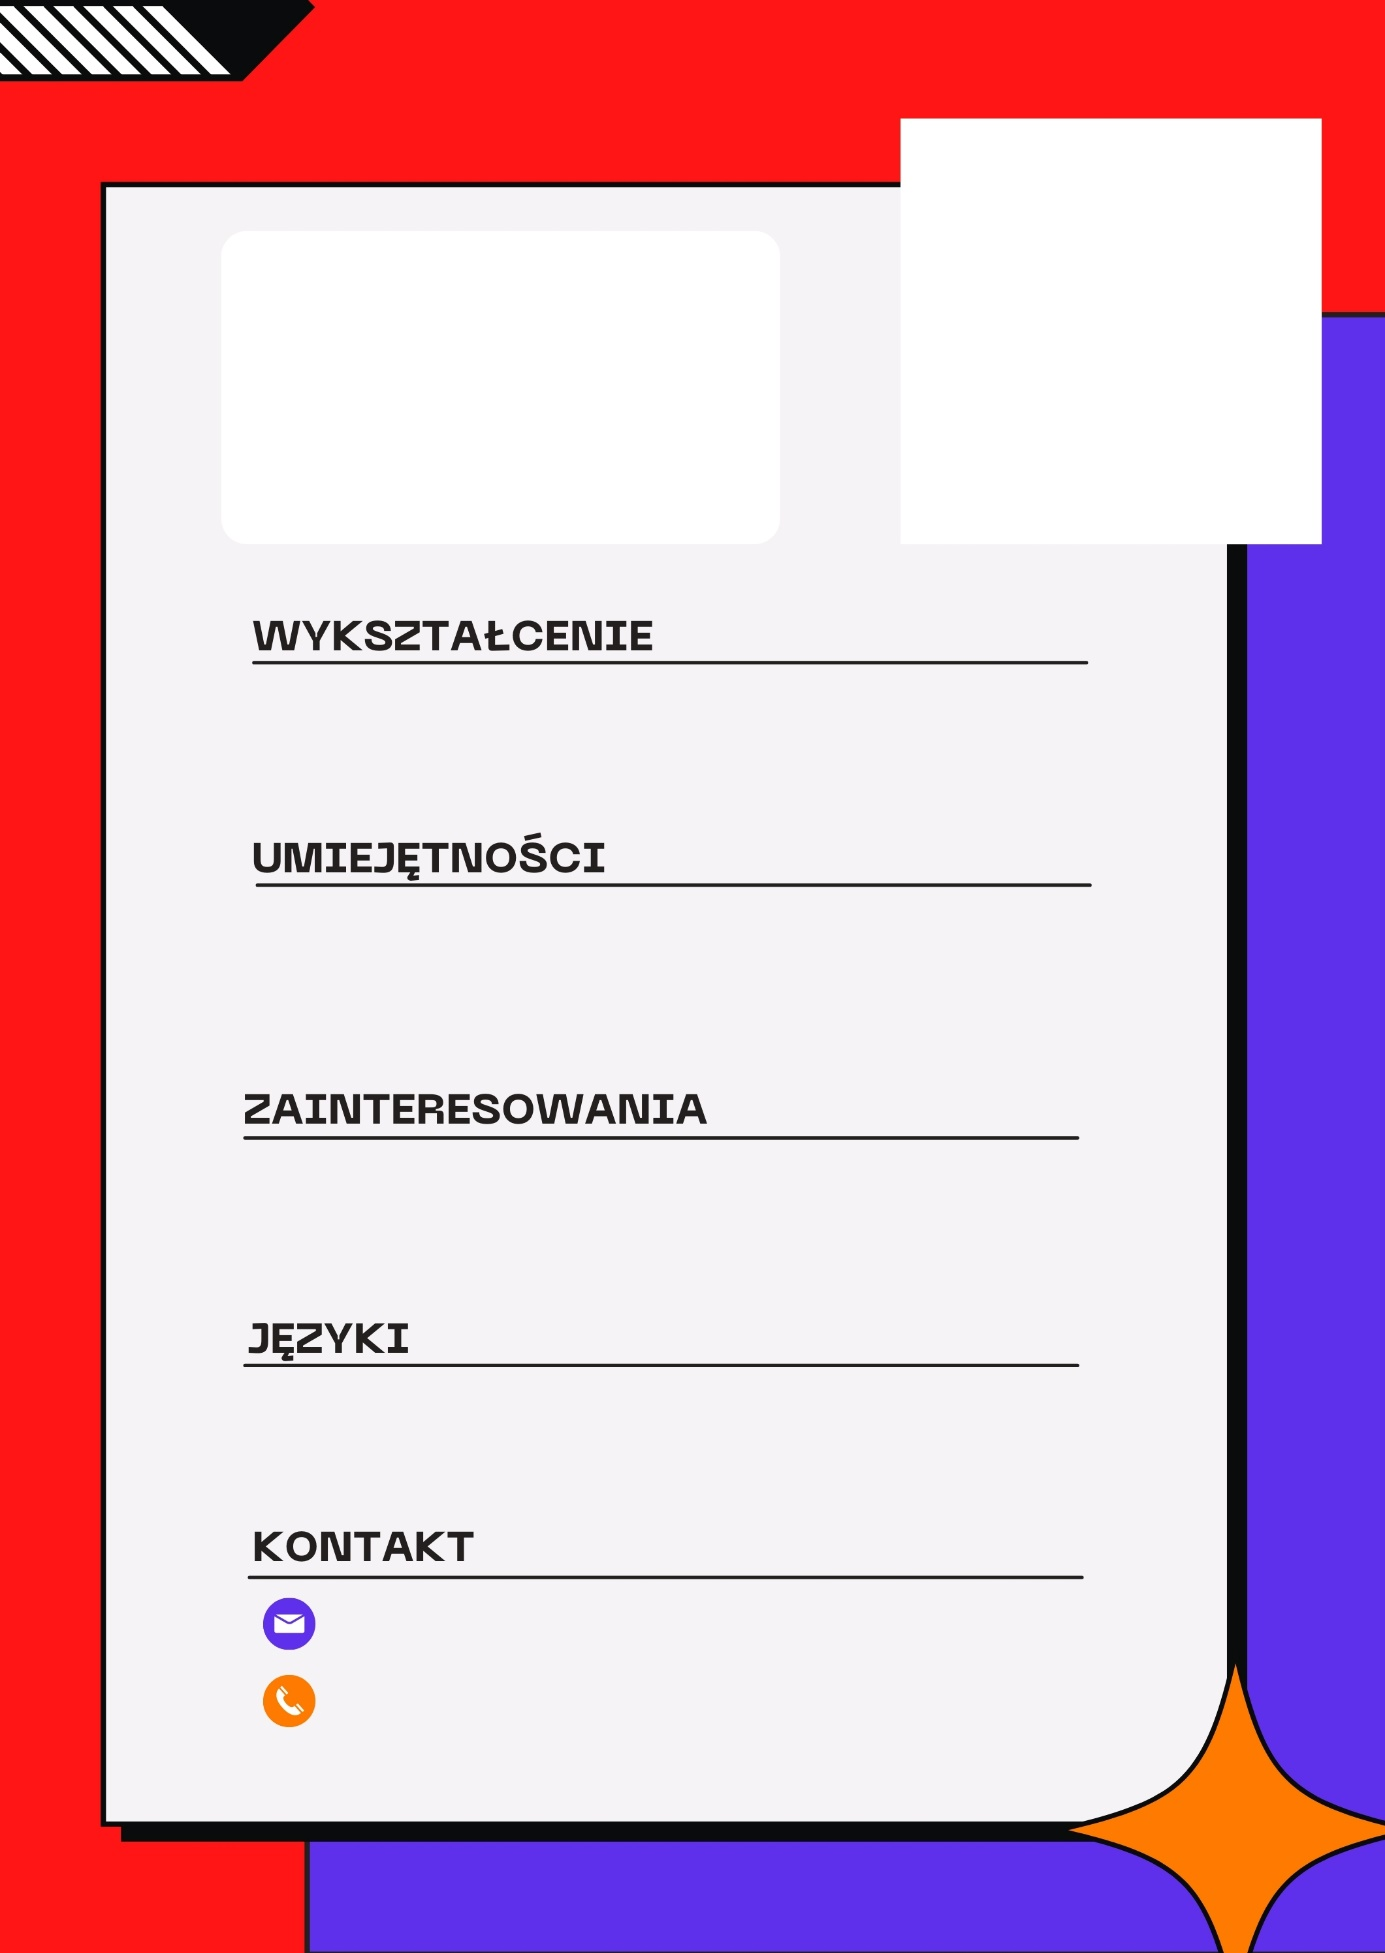 WYKSZTAŁCENIE
UMIEJĘTNOŚCI
ZAINTERESOWANIA
JĘZYKI
KONTAKT